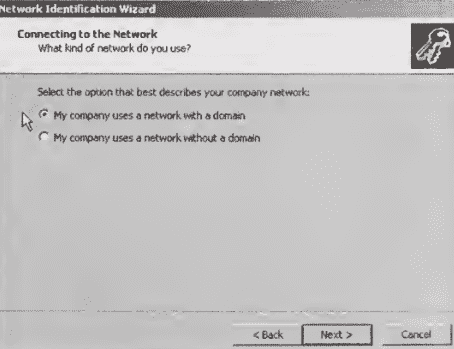 Network Identification Wizard
Connecting to the Network
What kind of network do you use?
Select the option that best describes your company network:
My company uses a network with a domain
My company uses a network without a domain
< Back
Next >
Cancel